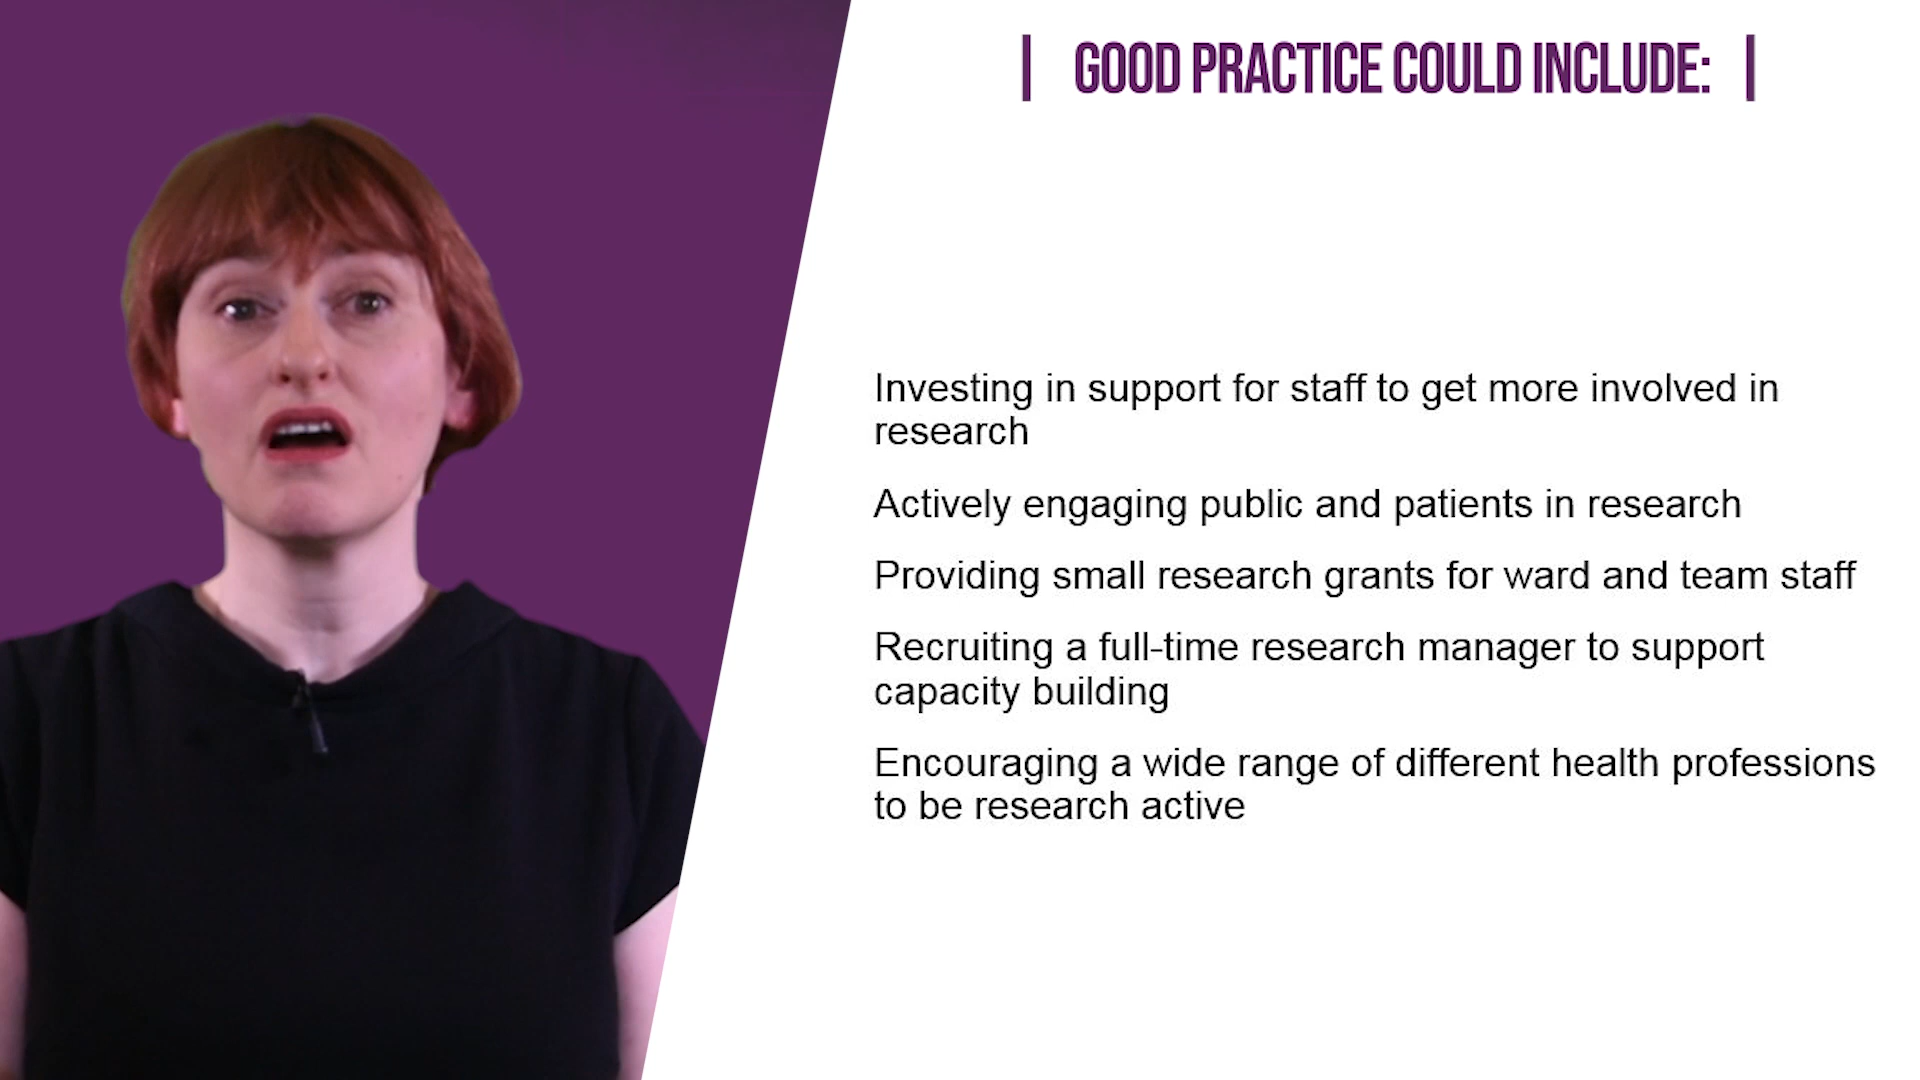 GOOD PRACTICE COULD INCLUDE:
Investing in support for staff to get more involved in
research
Actively engaging public and patients in research
Providing small research grants for ward and team staff
Recruiting a full-time research manager to support
capacity building
Encouraging a wide range of different health professions
to be research active